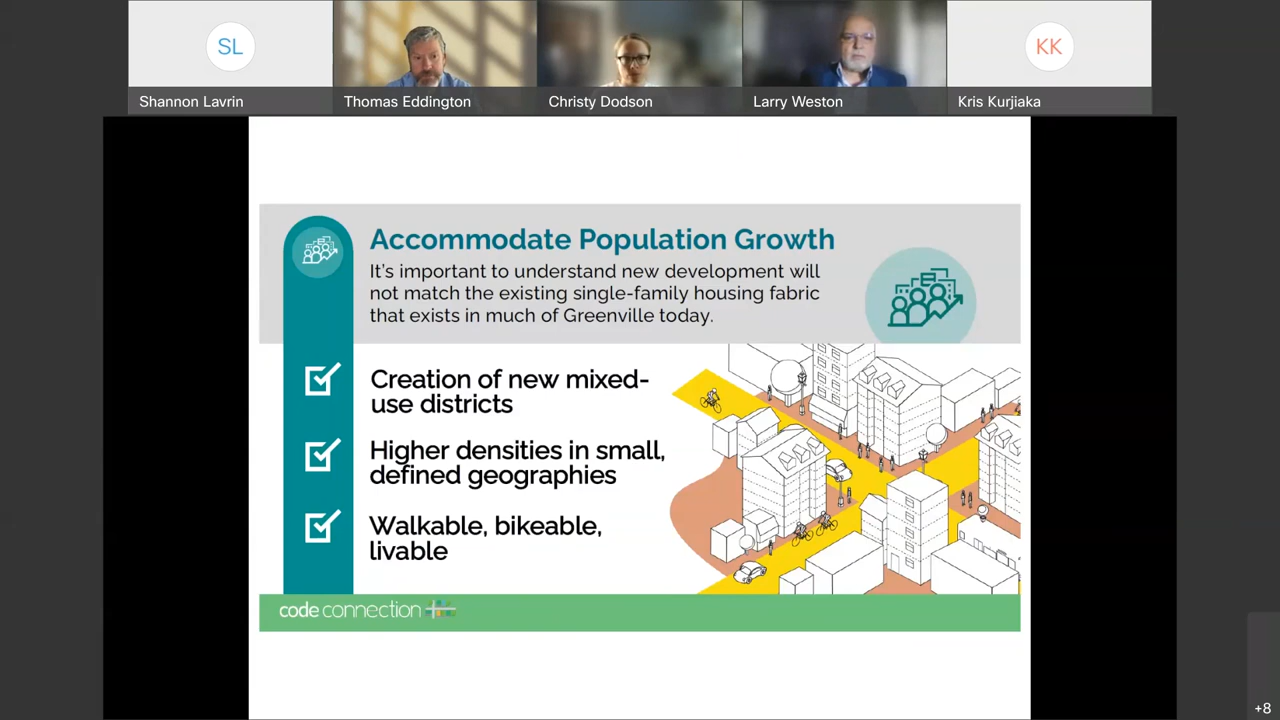 SL
KK
Shannon Lavrin
Thomas Eddington
Christy Dodson
Larry Weston
Kris Kurjiaka
Accommodate Population Growth
It's important to understand new development will
not match the existing single-family housing fabric
that exists in much of Greenville today.
Creation of new mixed-
use districts
Higher densities in small,
defined geographies
Walkable, bikeable,
livable
code connection
+8